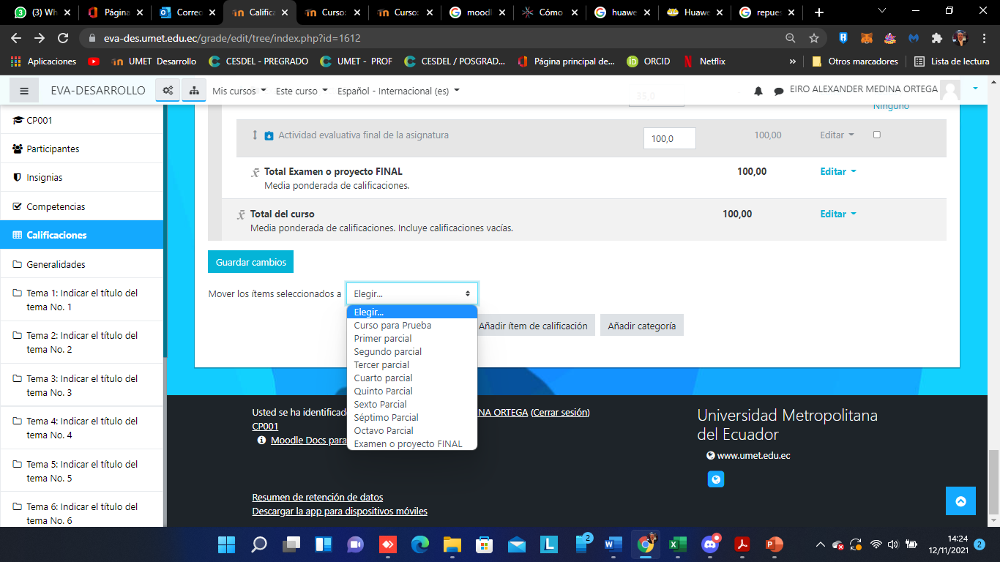 (3) Wh
Página
Correo
Califica
Curso:
Curso:
moodl
Cómo
huawe
Huawe
repues
eva-des.umet.edu.ec/grade/edit/tree/index.php?id=1612
Aplicaciones
UMET Desarrollo
CESDEL - PREGRADO
UMET - PROF
CESDEL / POSGRAD...
Página principal de...
ORCID
Netflix
»
Otros marcadores
Lista de lectura
EVA-DESARROLLO
Mis cursos
Este curso
Español - Internacional (es)
EIRO ALEXANDER MEDINA ORTEGA
35,0
Ninguno
CP001
Participantes
Insignias
Competencias
Calificaciones
Generalidades
Tema 1: Indicar el título del
tema No. 1
Tema 2: Indicar el título del
tema No. 2
Tema 3: Indicar el título del
tema No. 3
Tema 4: Indicar el título del
tema No. 4
Tema 5: Indicar el título del
tema No. 5
Tema 6: Indicar el título del
tema No. 6
Actividad evaluativa final de la asignatura
100,0
100,00
Editar
Total Examen o proyecto FINAL
100,00
Editar
Media ponderada de calificaciones.
Total del curso
100,00
Editar
Media ponderada de calificaciones. Incluye calificaciones vacías.
Guardar cambios
Mover los ítems seleccionados a
Elegir...
Elegir...
Curso para Prueba
Primer parcial
Segundo parcial
Tercer parcial
Cuarto parcial
Quinto Parcial
Sexto Parcial
Séptimo Parcial
Octavo Parcial
Examen o proyecto FINAL
Añadir ítem de calificación
Añadir categoría
Usted se ha identificad
NA ORTEGA (Cerrar sesión)
CP001
Moodle Docs para
Resumen de retención de datos
Descargar la app para dispositivos móviles
Universidad Metropolitana
del Ecuador
www.umet.edu.ec
2
14:24
12/11/2021
2